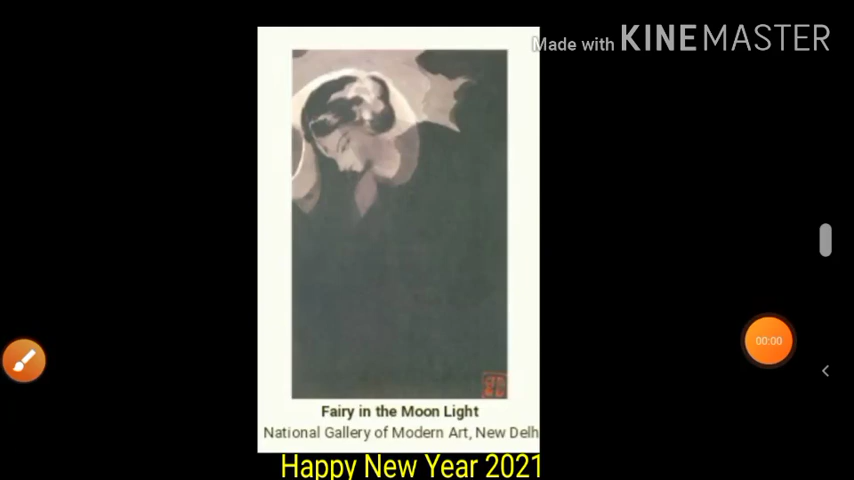 Made with KINEMASTER
Fairy in the Moon Light
National Gallery of Modern Art, New Delh
Happy New Year 2021
00:00